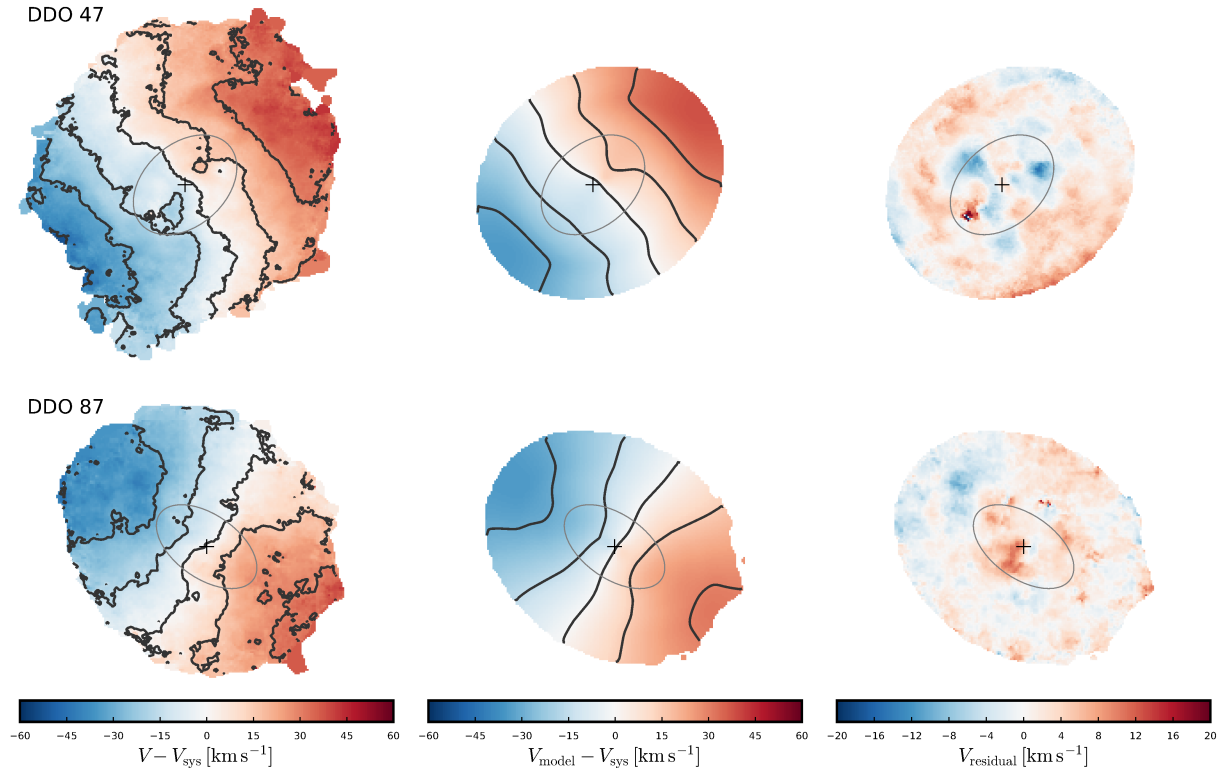 DDO 47
DDO 87
−60 −45 −30 −15 0 15 30 45 60
V − V_sys [km s⁻¹]
−60 −45 −30 −15 0 15 30 45 60
V_model − V_sys [km s⁻¹]
−20 −16 −12 −8 −4 0 4 8 12 16 20
V_residual [km s⁻¹]